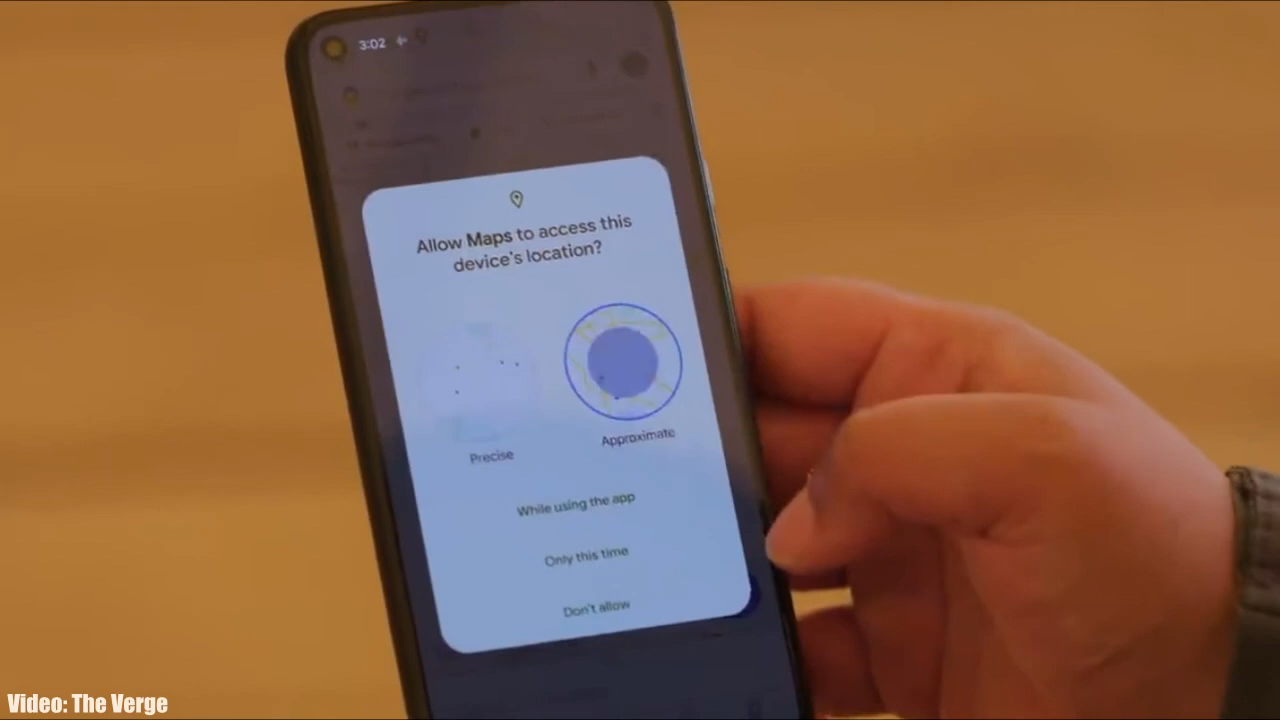 3:02
Allow Maps to access this
device's location?
Precise
Approximate
While using the app
Only this time
Don't allow
Video: The Verge